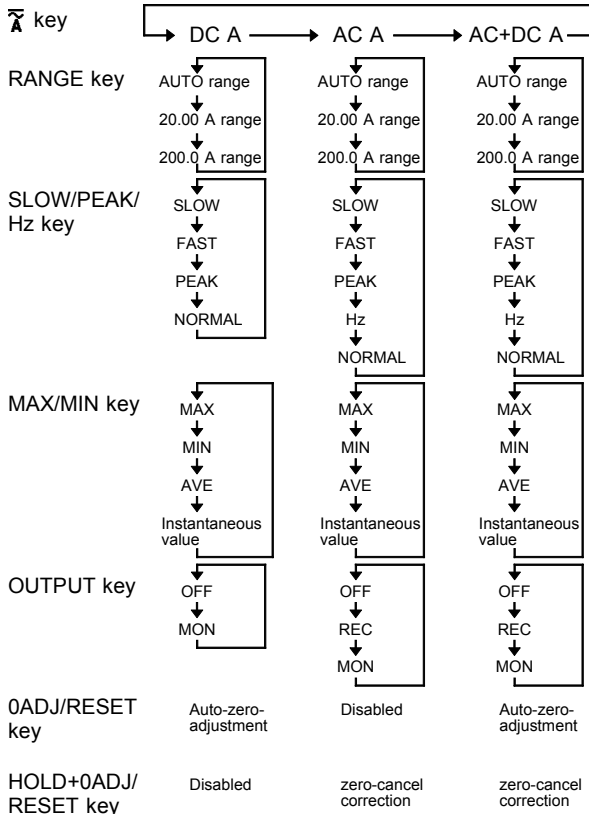 ~A key
DC A AC A AC+DC A
RANGE key
AUTO range AUTO range AUTO range
20.00 A range 20.00 A range 20.00 A range
200.0 A range 200.0 A range 200.0 A range
SLOW/PEAK/
Hz key
SLOW SLOW SLOW
FAST FAST FAST
PEAK PEAK PEAK
NORMAL Hz Hz
NORMAL NORMAL
MAX/MIN key
MAX MAX MAX
MIN MIN MIN
AVE AVE AVE
Instantaneous Instantaneous Instantaneous
value value value
OUTPUT key
OFF OFF OFF
MON REC REC
MON MON
0ADJ/RESET
key
Auto-zero- Disabled Auto-zero-
adjustment adjustment
HOLD+0ADJ/
RESET key
Disabled zero-cancel zero-cancel
correction correction